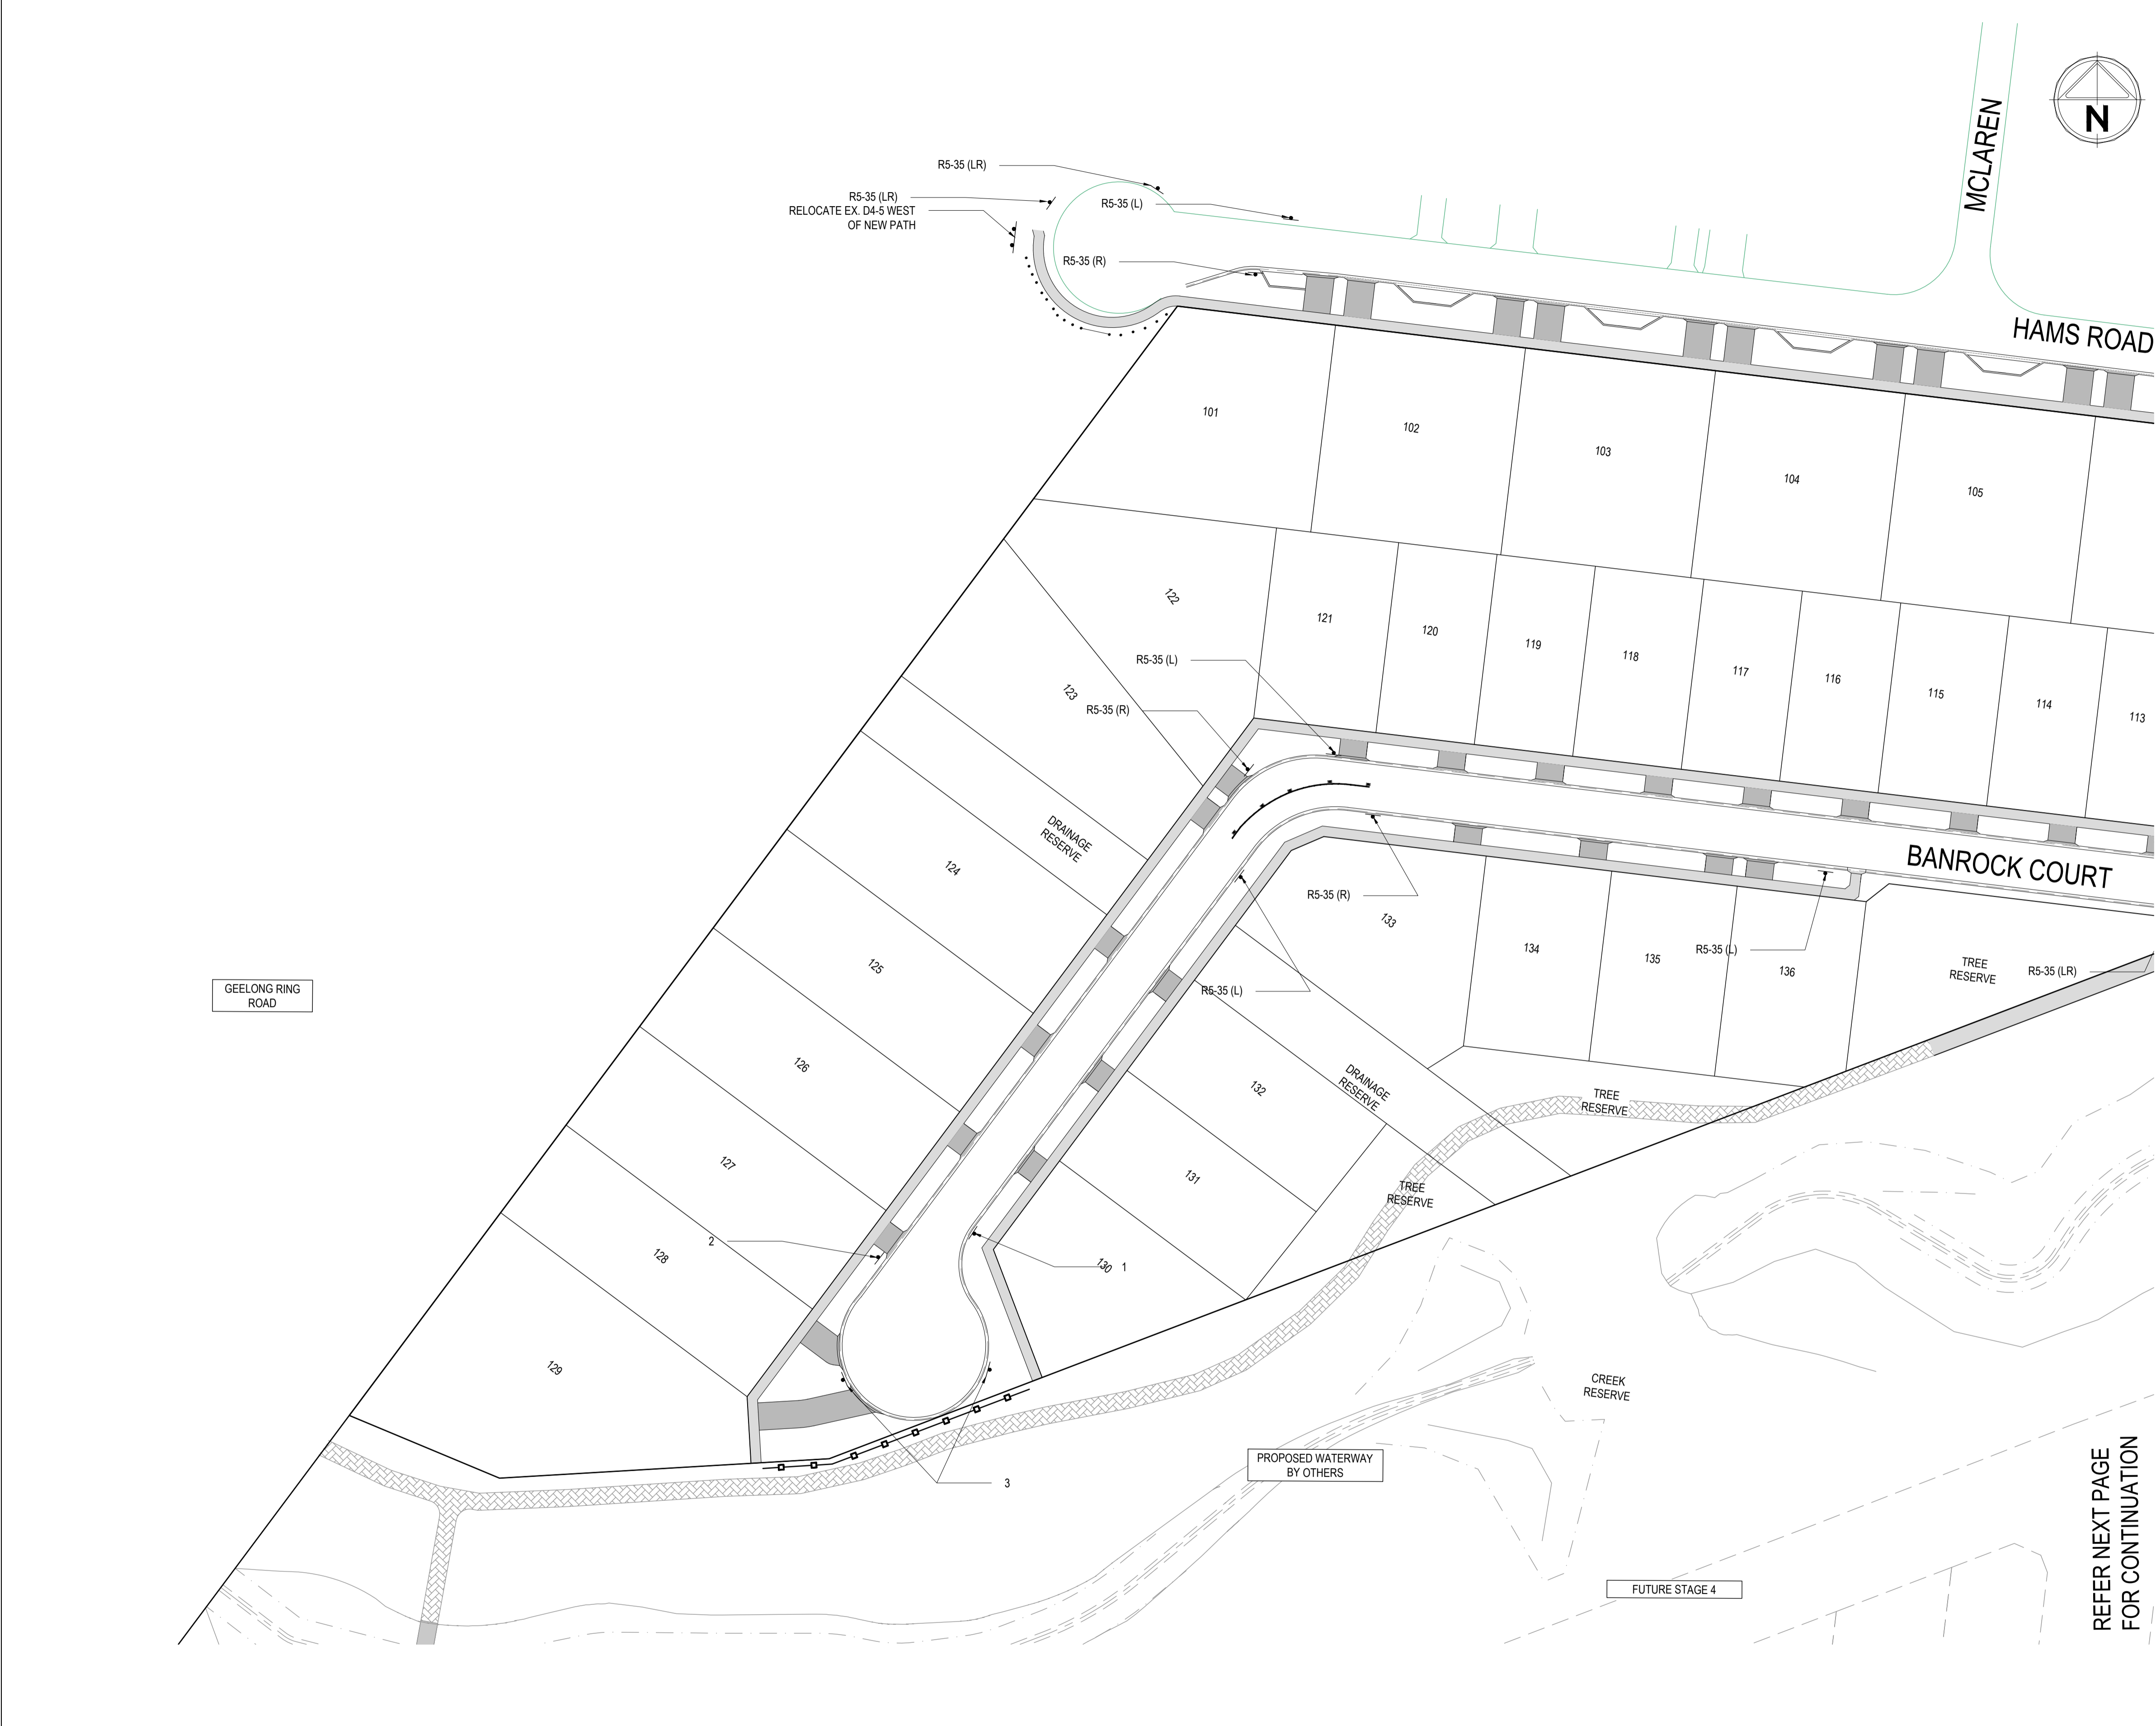 N
MCLAREN
R5-35 (LR)
R5-35 (LR)
RELOCATE EX. D4-5 WEST
OF NEW PATH
R5-35 (L)
R5-35 (R)
HAMS ROAD
101
102
103
104
105
122
121
120
119
118
117
116
115
114
113
R5-35 (L)
123
R5-35 (R)
DRAINAGE
RESERVE
BANROCK COURT
124
R5-35 (R)
133
134
135
R5-35 (L)
136
TREE
RESERVE
R5-35 (LR)
125
R5-35 (L)
GEELONG RING
ROAD
126
132
DRAINAGE
RESERVE
TREE
RESERVE
127
131
TREE
RESERVE
2
128
130
1
129
CREEK
RESERVE
3
PROPOSED WATERWAY
BY OTHERS
FUTURE STAGE 4
REFER NEXT PAGE
FOR CONTINUATION